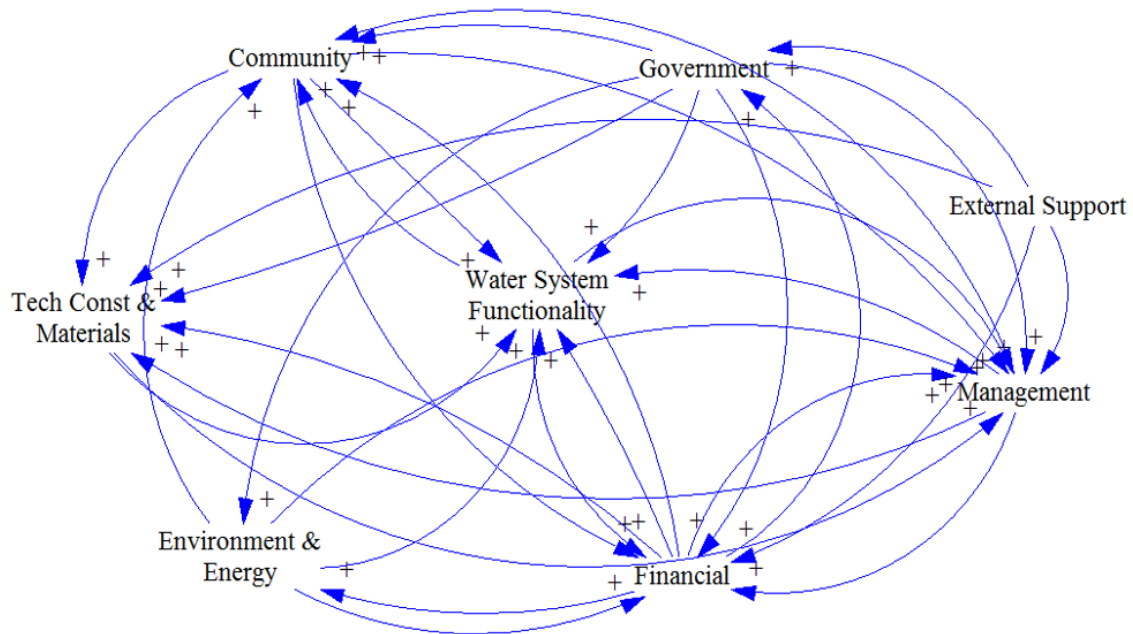 Community
Government
External Support
Water System
Functionality
Tech Const &
Materials
Management
Environment &
Energy
Financial